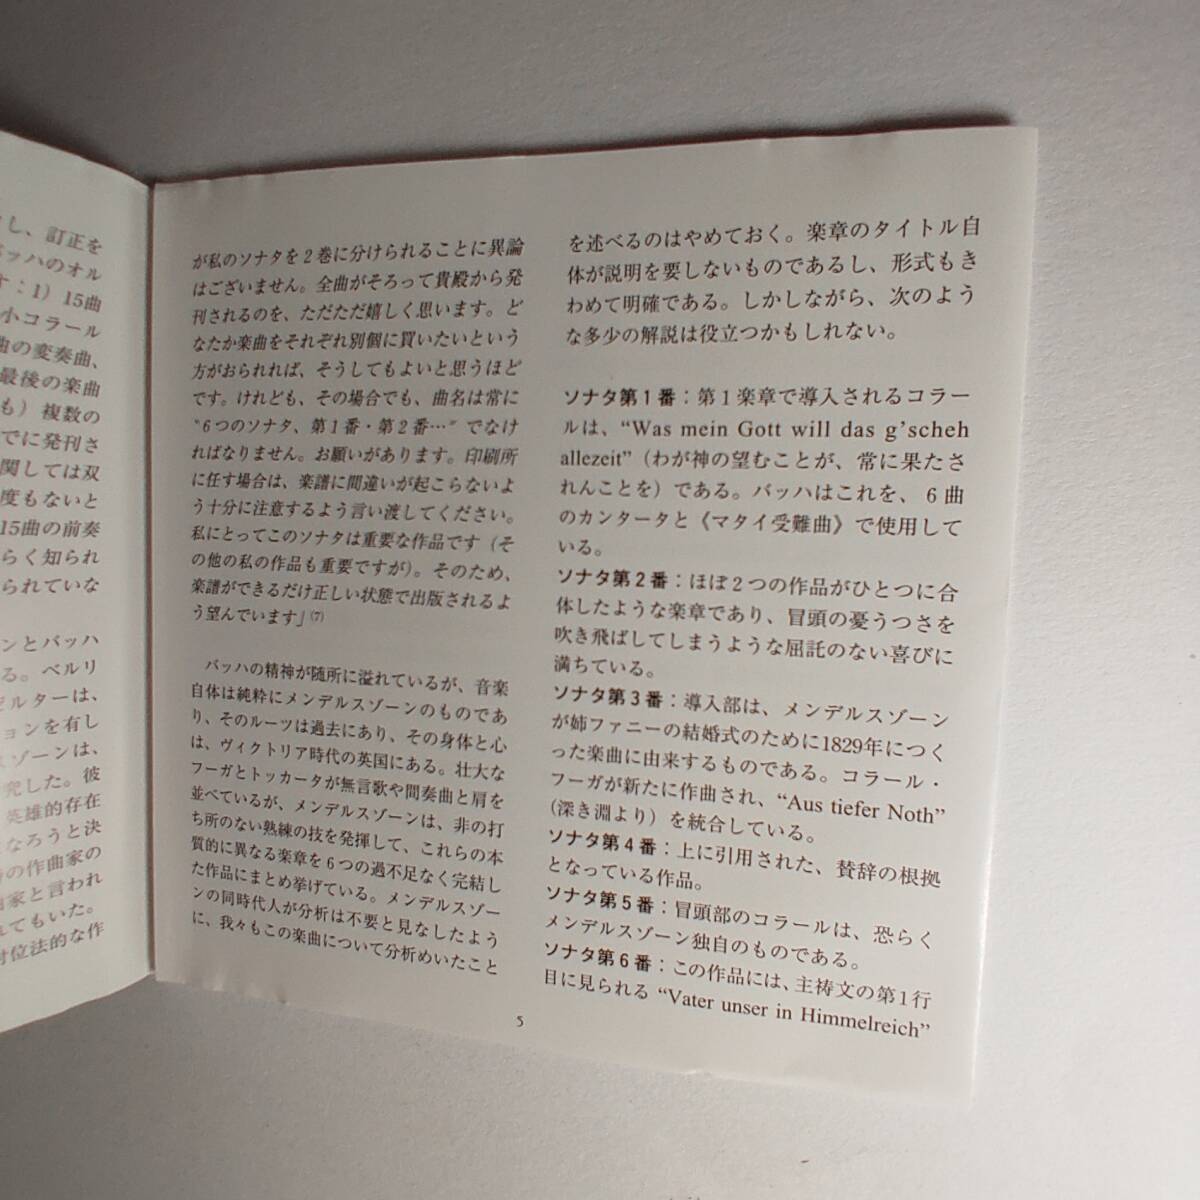 し、訂正を
バッハのオル
す：1）15曲
小コラール
曲の変奏曲、
最後の楽曲
も）複数の
でに発刊さ
関しては双
度もないと
15曲の前奏
らく知られ
られていな
ンとバッハ
る。ベルリ
ルターは、
ションを有し
スゾーンは、
究した。彼
英雄的存在
なろうと決
の作曲家の
曲家と言われ
れてもいた。
対位法的な作
が私のソナタを2巻に分けられることに異論
はございません。全曲がそろって貴殿から発
刊されるのを、ただただ嬉しく思います。ど
なたか楽曲をそれぞれ別個に買いたいという
方がおられれば、そうしてもよいと思うほど
です。けれども、その場合でも、曲名は常に
“6つのソナタ、第1番・第2番…”でなけ
ればなりません。お願いがあります。印刷所
に任す場合は、楽譜に間違いが起こらないよ
う十分に注意するよう言い渡してください。
私にとってこのソナタは重要な作品です（そ
の他の私の作品も重要ですが）。そのため、
楽譜ができるだけ正しい状態で出版されるよ
う望んでいます」(7)
バッハの精神が随所に溢れているが、音楽
自体は純粋にメンデルスゾーンのものであ
り、そのルーツは過去にあり、その身体と心
は、ヴィクトリア時代の英国にある。壮大な
フーガとトッカータが無言歌や間奏曲と肩を
並べているが、メンデルスゾーンは、非の打
ち所のない熟練の技を発揮して、これらの本
質的に異なる楽章を6つの過不足なく完結し
た作品にまとめ挙げている。メンデルスゾー
ンの同時代人が分析は不要と見なしたよう
に、我々もこの楽曲について分析めいたこと
を述べるのはやめておく。楽章のタイトル自
体が説明を要しないものであるし、形式もき
わめて明確である。しかしながら、次のよう
な多少の解説は役立つかもしれない。
ソナタ第1番：第1楽章で導入されるコラー
ルは、“Was mein Gott will das g’scheh
allezeit”（わが神の望むことが、常に果たさ
れんことを）である。バッハはこれを、6曲
のカンタータと《マタイ受難曲》で使用して
いる。
ソナタ第2番：ほぼ2つの作品がひとつに合
体したような楽章であり、冒頭の憂うつさを
吹き飛ばしてしまうような屈託のない喜びに
満ちている。
ソナタ第3番：導入部は、メンデルスゾーン
が姉ファニーの結婚式のために1829年につく
った楽曲に由来するものである。コラール・
フーガが新たに作曲され、“Aus tiefer Noth”
（深き淵より）を統合している。
ソナタ第4番：上に引用された、賛辞の根拠
となっている作品。
ソナタ第5番：冒頭部のコラールは、恐らく
メンデルスゾーン独自のものである。
ソナタ第6番：この作品には、主祷文の第1行
目に見られる “Vater unser in Himmelreich”
5